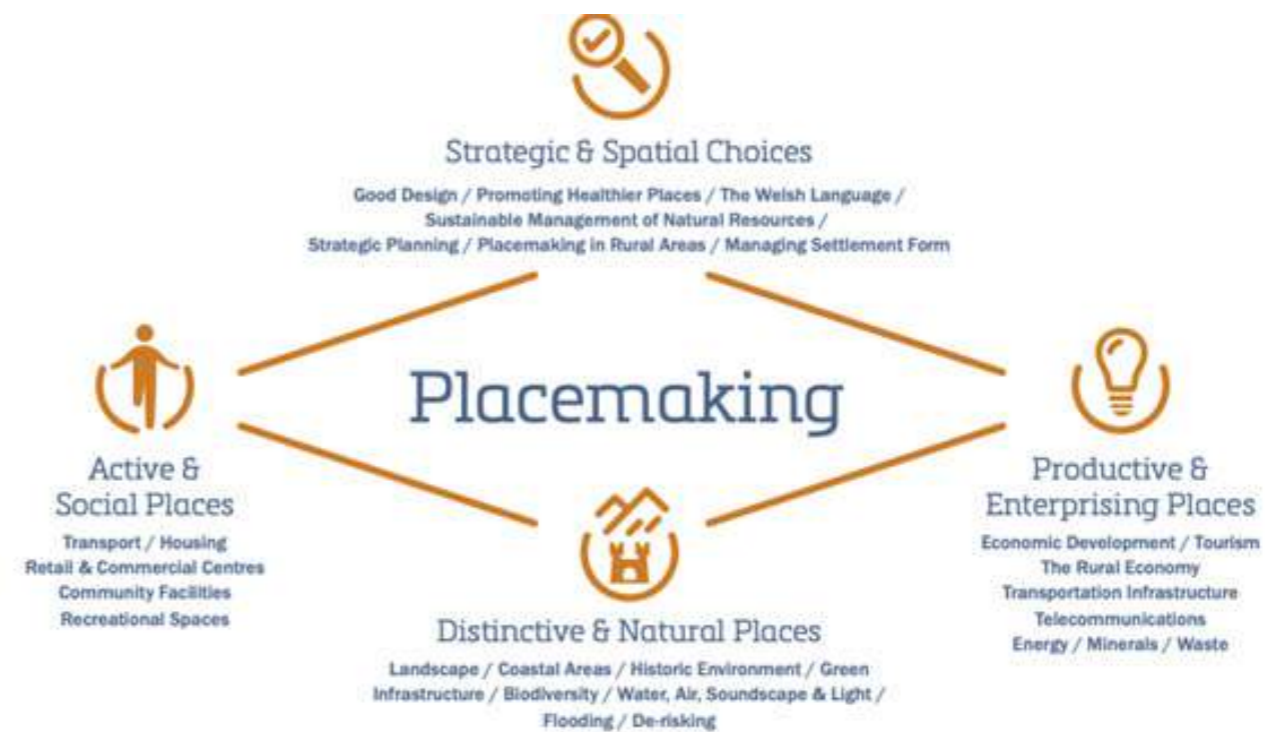 Strategic & Spatial Choices
Good Design / Promoting Healthier Places / The Welsh Language /
Sustainable Management of Natural Resources /
Strategic Planning / Placemaking in Rural Areas / Managing Settlement Form
Placemaking
Active &
Social Places
Transport / Housing
Retail & Commercial Centres
Community Facilities
Recreational Spaces
Productive &
Enterprising Places
Economic Development / Tourism
The Rural Economy
Transportation Infrastructure
Telecommunications
Energy / Minerals / Waste
Distinctive & Natural Places
Landscape / Coastal Areas / Historic Environment / Green
Infrastructure / Biodiversity / Water, Air, Soundscape & Light /
Flooding / De-risking